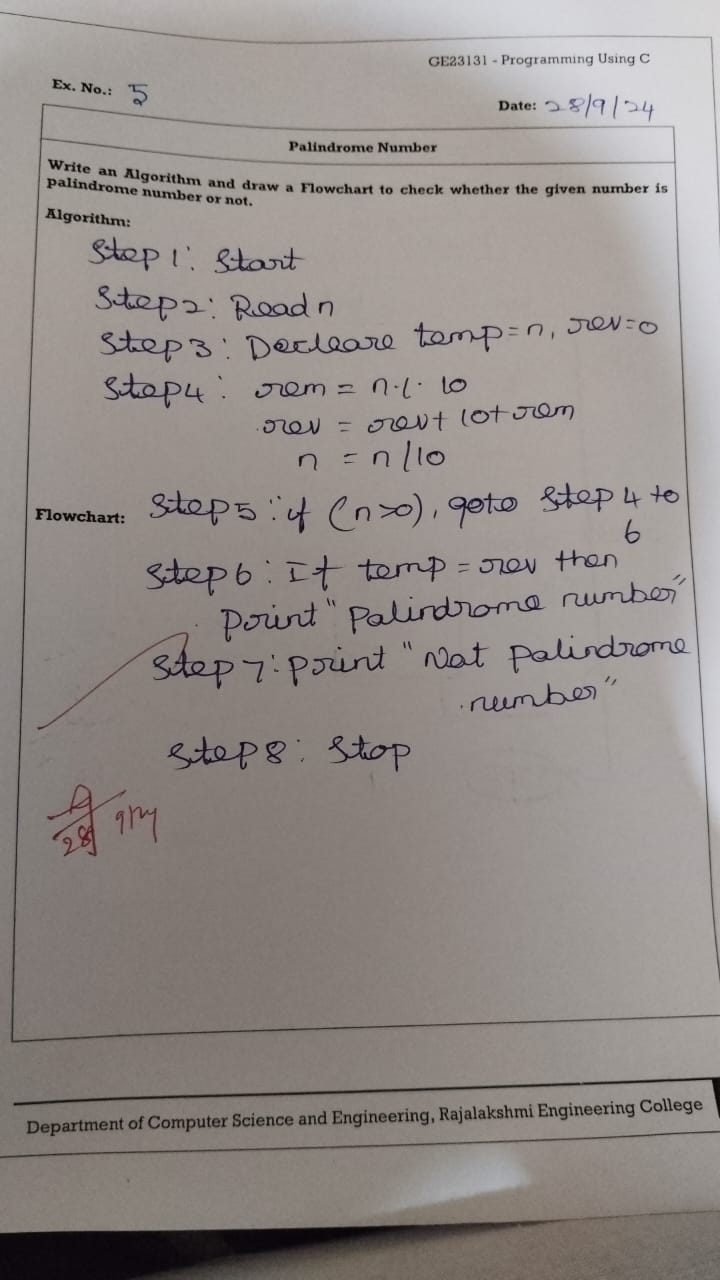 GE23131 - Programming Using C
Ex. No.: 5
Date: 28/9/24
Palindrome Number
Write an Algorithm and draw a Flowchart to check whether the given number is
palindrome number or not.
Algorithm:
Step 1: Start
Step 2: Read n
Step 3: Decleare temp=n, rev=0
Step 4: rem = n % 10
rev = rev+10+rem
n = n//10
Flowchart: Step 5: if (n>0), goto Step 4 to
6
Step 6: If temp = rev then
print "Palindrome number"
Step 7: print "Not palindrome
number"
Step 8: Stop
28/9/24
Department of Computer Science and Engineering, Rajalakshmi Engineering College